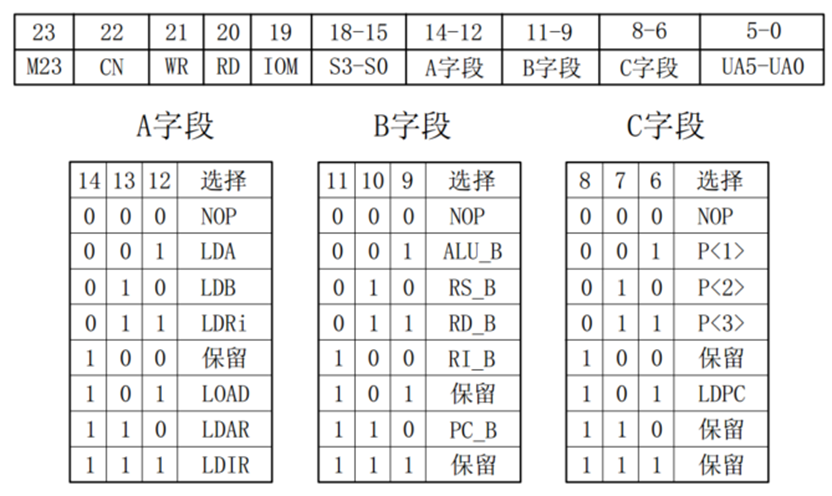 23 22 21 20 19 18-15 14-12 11-9 8-6 5-0
M23 CN WR RD IOM S3-S0 A字段 B字段 C字段 UA5-UA0
A字段 B字段 C字段
14 13 12 选择 11 10 9 选择 8 7 6 选择
0 0 0 NOP 0 0 0 NOP 0 0 0 NOP
0 0 1 LDA 0 0 1 ALU_B 0 0 1 P<1>
0 1 0 LDB 0 1 0 RS_B 0 1 0 P<2>
0 1 1 LDRi 0 1 1 RD_B 0 1 1 P<3>
1 0 0 保留 1 0 0 RI_B 1 0 0 保留
1 0 1 LOAD 1 0 1 保留 1 0 1 LDPC
1 1 0 LDAR 1 1 0 PC_B 1 1 0 保留
1 1 1 LDIR 1 1 1 保留 1 1 1 保留